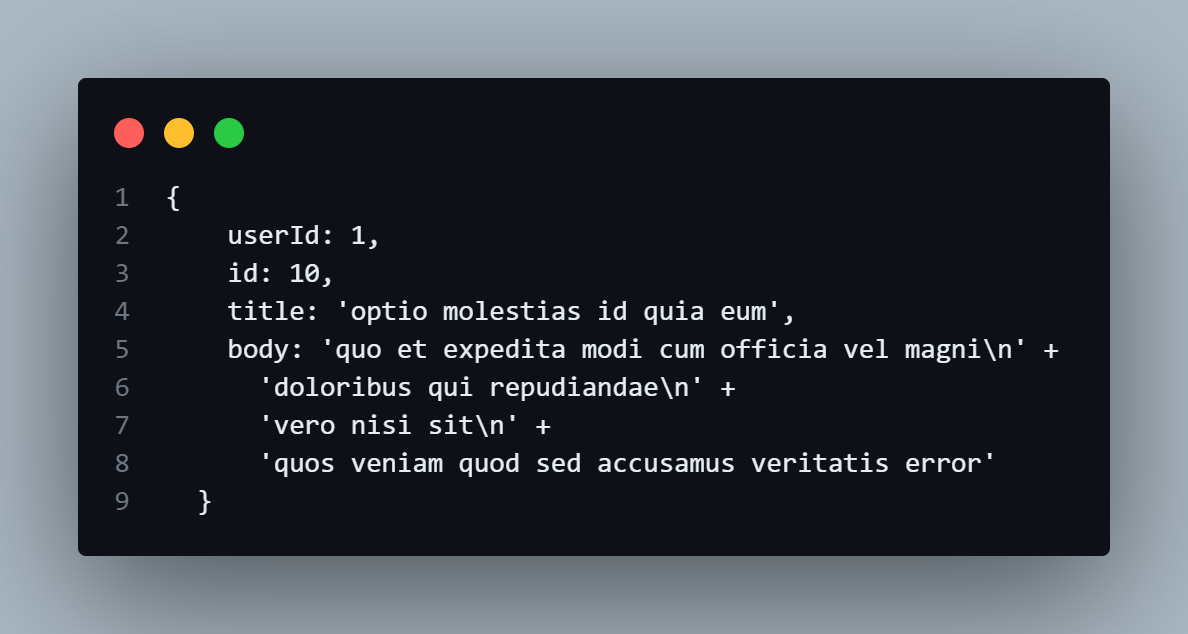 1 {
2     userId: 1,
3     id: 10,
4     title: 'optio molestias id quia eum',
5     body: 'quo et expedita modi cum officia vel magni\n' +
6       'doloribus qui repudiandae\n' +
7       'vero nisi sit\n' +
8       'quos veniam quod sed accusamus veritatis error'
9   }